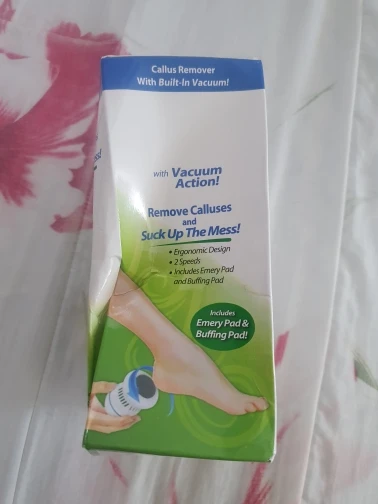 Callus Remover
With Built-In Vacuum!
with Vacuum
Action!
Remove Calluses
and
Suck Up The Mess!
• Ergonomic Design
• 2 Speeds
• Includes Emery Pad
and Buffing Pad
Includes
Emery Pad &
Buffing Pad!